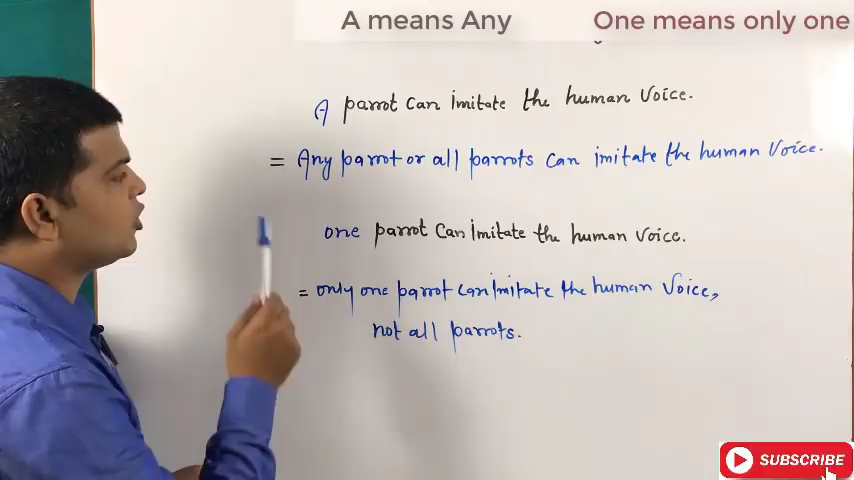 A means Any One means only one
A parrot can imitate the human voice.
= Any parrot or all parrots can imitate the human voice.
one parrot can imitate the human voice.
= only one parrot can imitate the human voice,
not all parrots.
SUBSCRIBE